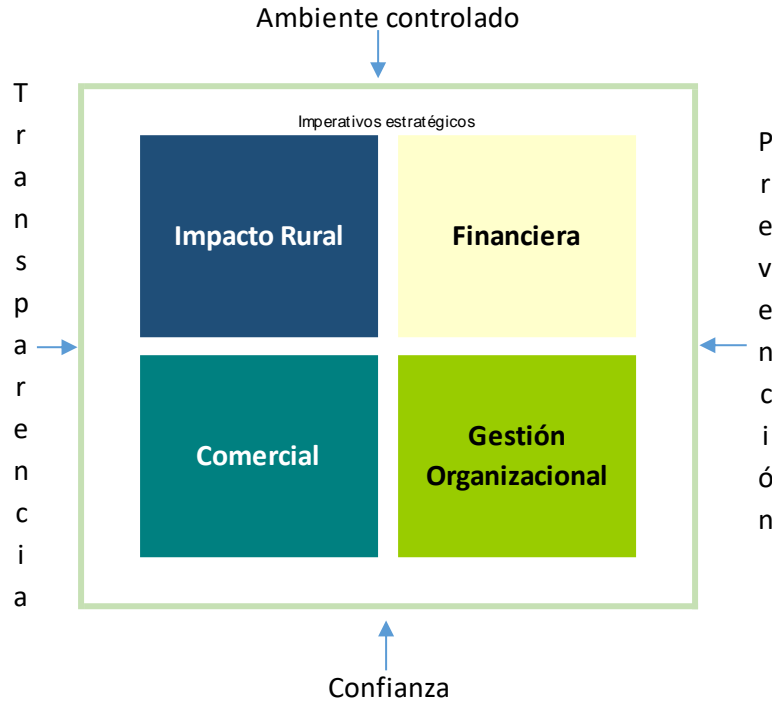 Ambiente controlado
Transparencia
Imperativos estratégicos
Impacto Rural
Financiera
Comercial
Gestión
Organizacional
Prevención
Confianza